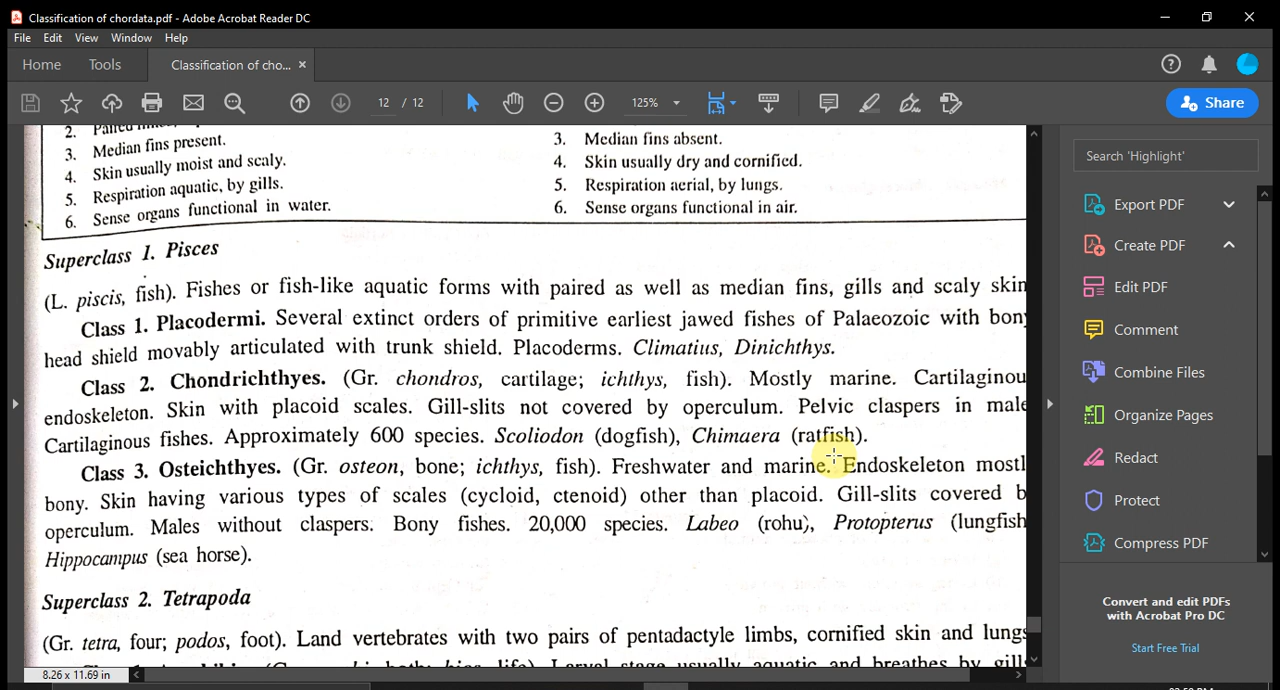 Classification of chordata.pdf - Adobe Acrobat Reader DC
File Edit View Window Help
Home Tools Classification of cho... ×
12 / 12 125% Share
2. Paired
3. Median fins present.
4. Skin usually moist and scaly.
5. Respiration aquatic, by gills.
6. Sense organs functional in water.
3. Median fins absent.
4. Skin usually dry and cornified.
5. Respiration aerial, by lungs.
6. Sense organs functional in air.
Superclass 1. Pisces
(L. piscis, fish). Fishes or fish-like aquatic forms with paired as well as median fins, gills and scaly skin
Class 1. Placodermi. Several extinct orders of primitive earliest jawed fishes of Palaeozoic with bony
head shield movably articulated with trunk shield. Placoderms. Climatius, Dinichthys.
Class 2. Chondrichthyes. (Gr. chondros, cartilage; ichthys, fish). Mostly marine. Cartilaginou
endoskeleton. Skin with placoid scales. Gill-slits not covered by operculum. Pelvic claspers in male
Cartilaginous fishes. Approximately 600 species. Scoliodon (dogfish), Chimaera (ratfish).
Class 3. Osteichthyes. (Gr. osteon, bone; ichthys, fish). Freshwater and marine. Endoskeleton mostl
bony. Skin having various types of scales (cycloid, ctenoid) other than placoid. Gill-slits covered b
operculum. Males without claspers. Bony fishes. 20,000 species. Labeo (rohu), Protopterus (lungfish
Hippocampus (sea horse).
Superclass 2. Tetrapoda
(Gr. tetra, four; podos, foot). Land vertebrates with two pairs of pentadactyle limbs, cornified skin and lungs
life). Larval stage usually aquatic and breathes by gill
8.26 x 11.69 in
Search 'Highlight'
Export PDF
Create PDF
Edit PDF
Comment
Combine Files
Organize Pages
Redact
Protect
Compress PDF
Convert and edit PDFs
with Acrobat Pro DC
Start Free Trial